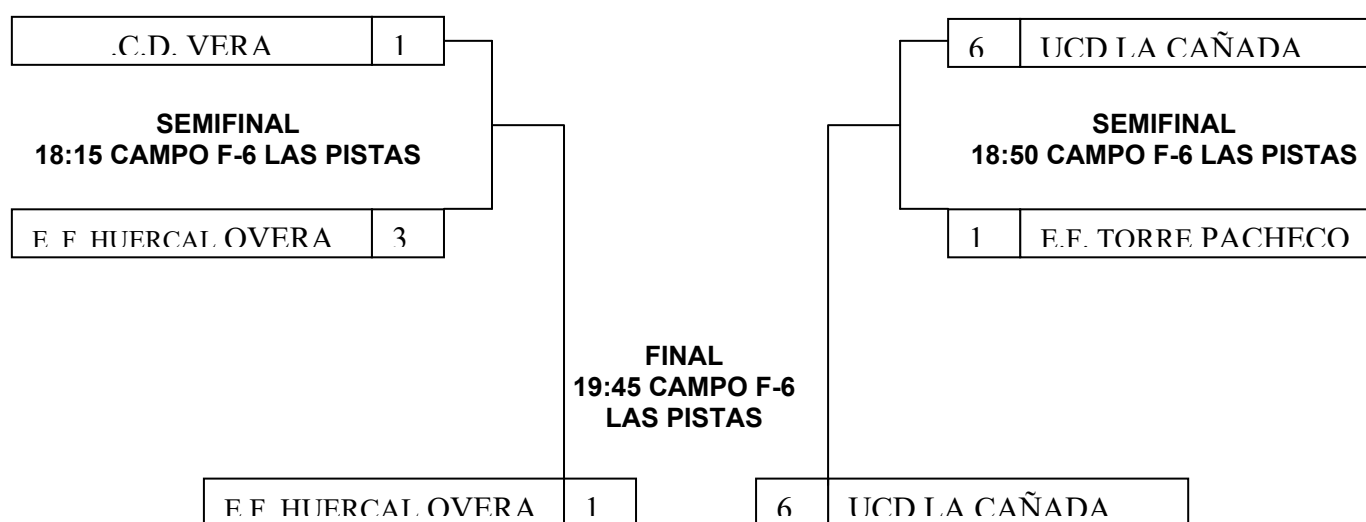 .C.D. VERA 1
6 UCD LA CAÑADA
SEMIFINAL
18:15 CAMPO F-6 LAS PISTAS
SEMIFINAL
18:50 CAMPO F-6 LAS PISTAS
E. F. HUERCAL OVERA 3
1 E.F. TORRE PACHECO
FINAL
19:45 CAMPO F-6
LAS PISTAS
E.F. HUERCAL OVERA 1
6 UCD LA CAÑADA